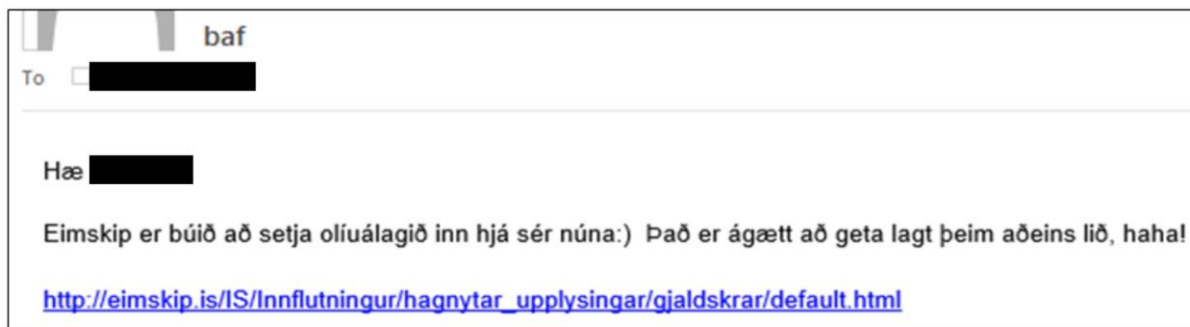 baf
To
Hæ
Eimskip er búið að setja olíuálagið inn hjá sér núna:) Það er ágætt að geta lagt þeim aðeins lið, haha!
http://eimskip.is/IS/Innflutningur/hagnytar_upplysingar/gjaldskrar/default.html